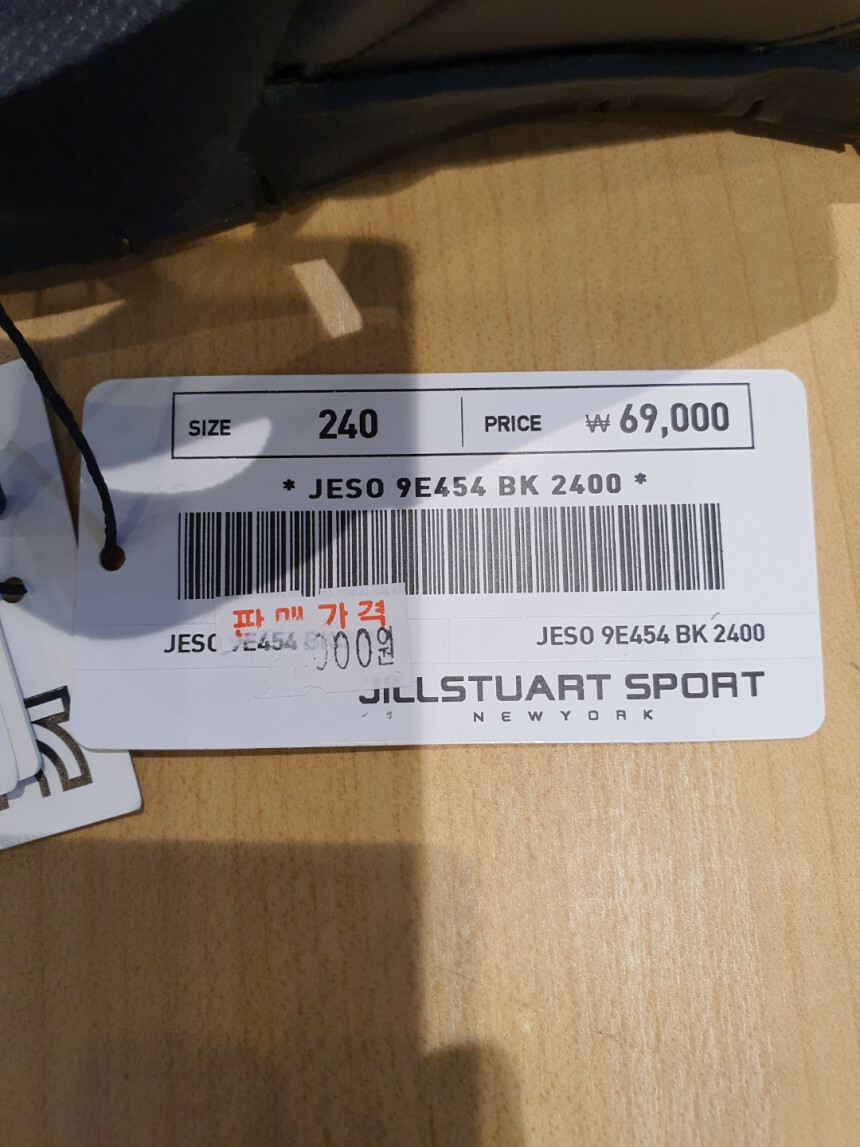 SIZE 240 PRICE ₩ 69,000
* JESO 9E454 BK 2400 *
판매가격
000원
JESO 9E454 JESO 9E454 BK 2400
JILLSTUART SPORT
NEWYORK